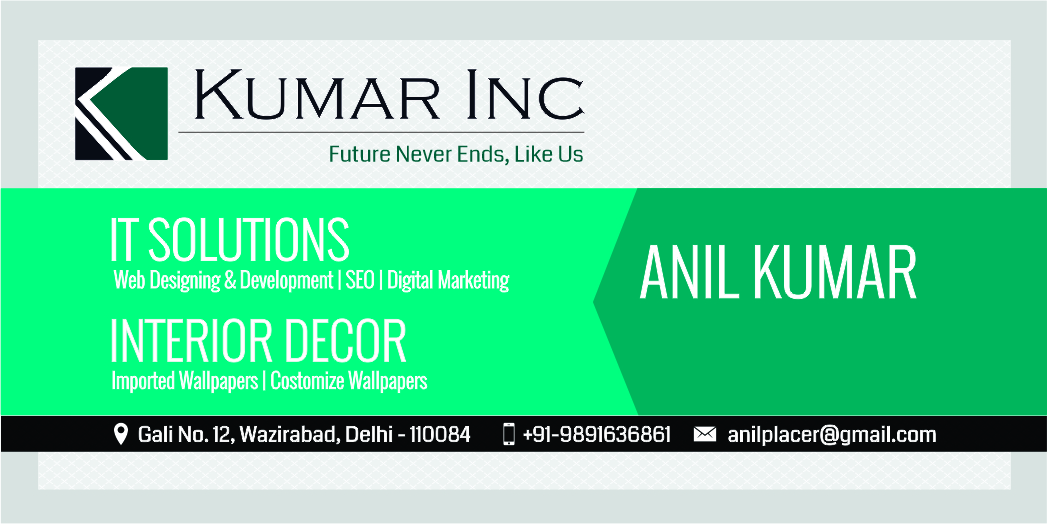 KUMAR INC
Future Never Ends, Like Us
IT SOLUTIONS
Web Designing & Development | SEO | Digital Marketing
INTERIOR DECOR
Imported Wallpapers | Costomize Wallpapers
ANIL KUMAR
Gali No. 12, Wazirabad, Delhi - 110084 +91-9891636861 anilplacer@gmail.com